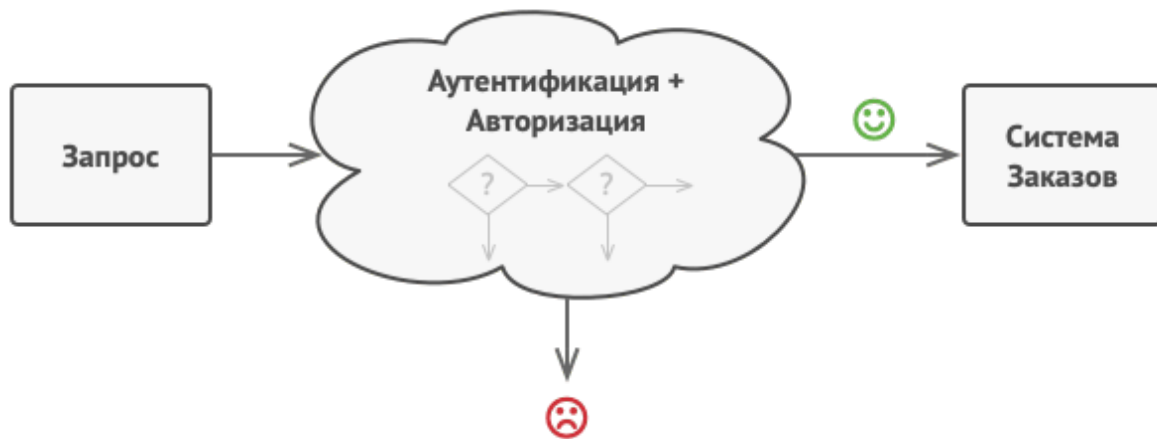 Запрос
Аутентификация +
Авторизация
? ?
Система
Заказов